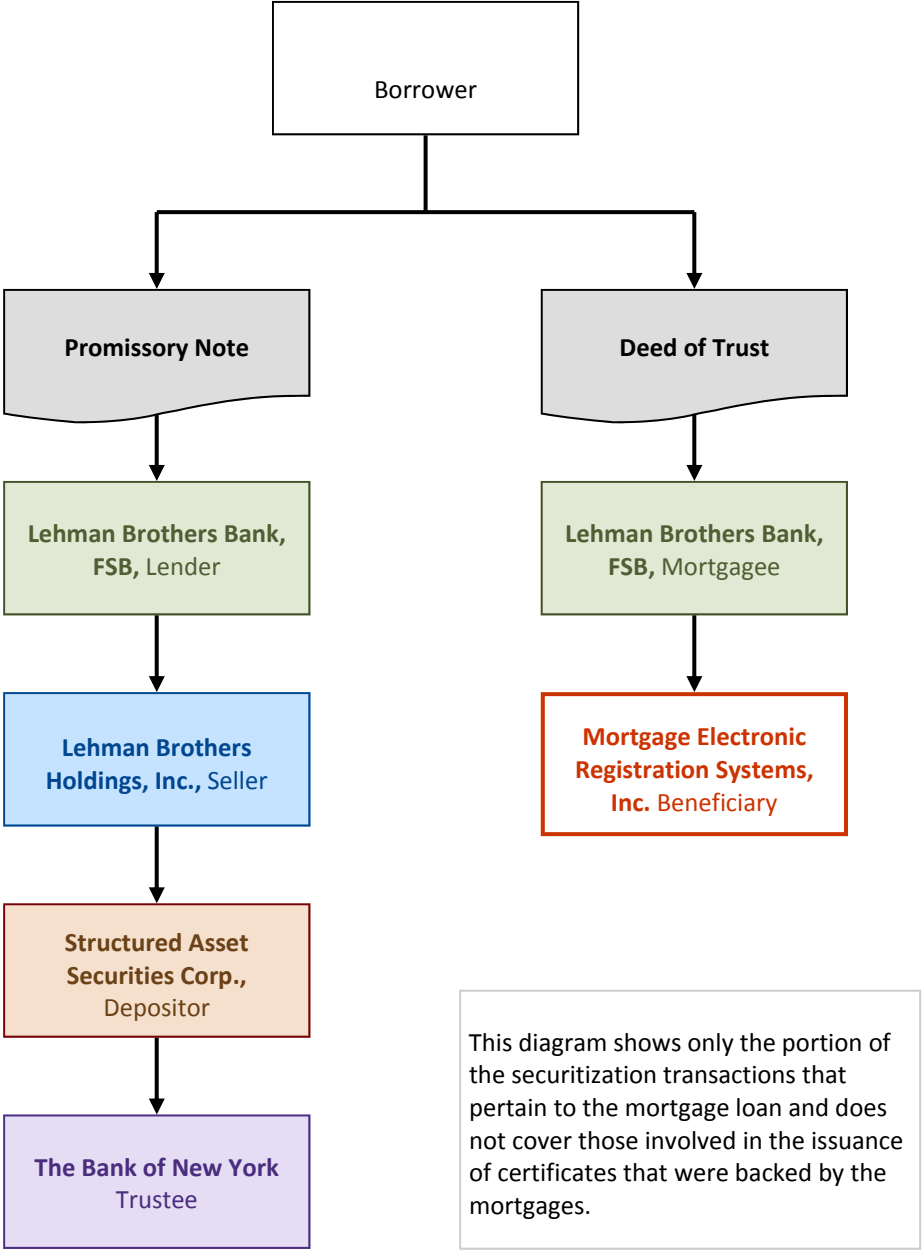 Borrower
Promissory Note
Deed of Trust
Lehman Brothers Bank,
FSB, Lender
Lehman Brothers Bank,
FSB, Mortgagee
Lehman Brothers
Holdings, Inc., Seller
Mortgage Electronic
Registration Systems,
Inc. Beneficiary
Structured Asset
Securities Corp.,
Depositor
This diagram shows only the portion of
the securitization transactions that
pertain to the mortgage loan and does
not cover those involved in the issuance
of certificates that were backed by the
mortgages.
The Bank of New York
Trustee